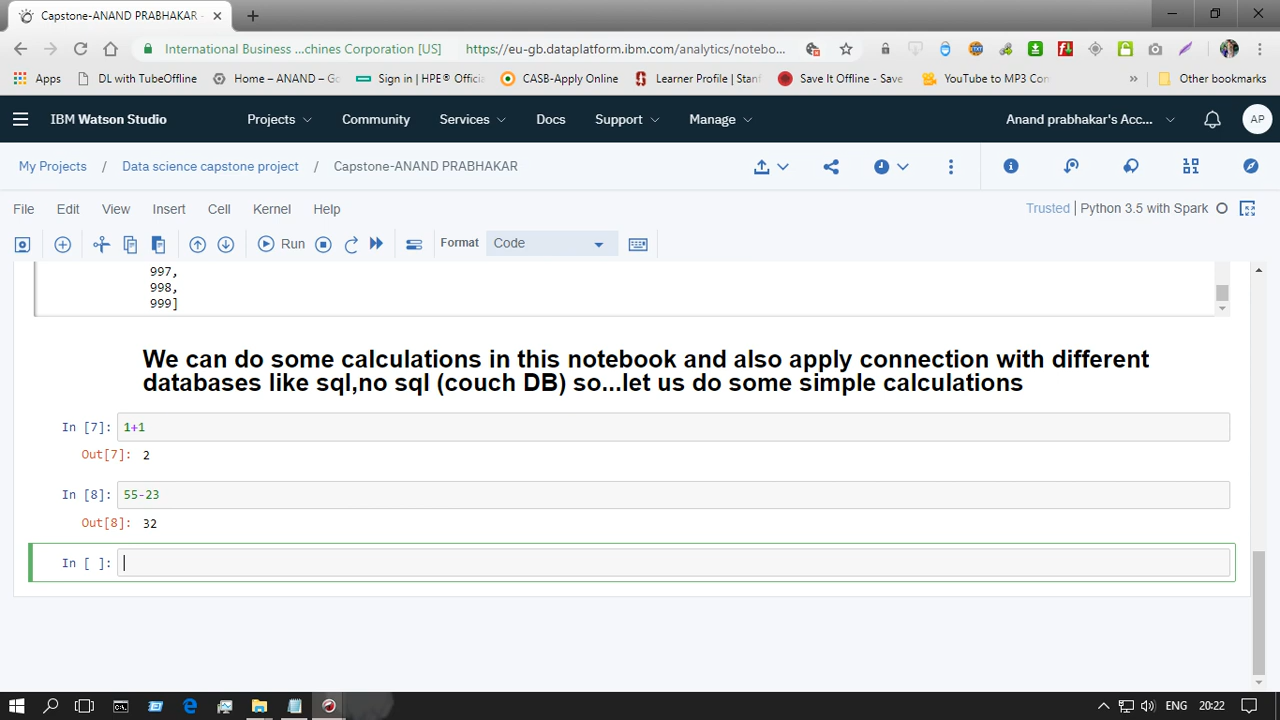 Capstone-ANAND PRABHAKAR -
International Business ...chines Corporation [US] https://eu-gb.dataplatform.ibm.com/analytics/notebo...
Apps DL with TubeOffline Home – ANAND – Go Sign in | HPE® Offici CASB-Apply Online Learner Profile | Stanf Save It Offline - Save YouTube to MP3 Con » Other bookmarks
IBM Watson Studio Projects Community Services Docs Support Manage Anand prabhakar's Acc... AP
My Projects / Data science capstone project / Capstone-ANAND PRABHAKAR
File Edit View Insert Cell Kernel Help Trusted | Python 3.5 with Spark
Run Format Code
997,
998,
999]
We can do some calculations in this notebook and also apply connection with different
databases like sql,no sql (couch DB) so...let us do some simple calculations
In [7]: 1+1
Out[7]: 2
In [8]: 55-23
Out[8]: 32
In [ ]:
ENG 20:22